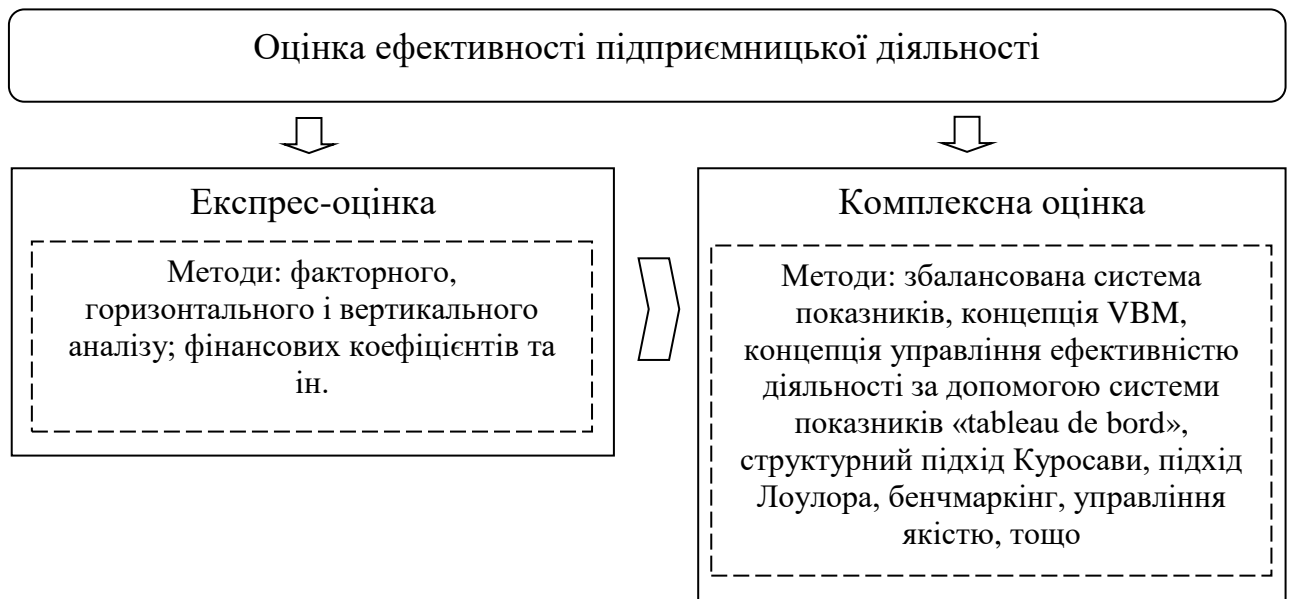 Оцінка ефективності підприємницької діяльності
Експрес-оцінка
Методи: факторного,
горизонтального і вертикального
аналізу; фінансових коефіцієнтів та
ін.
Комплексна оцінка
Методи: збалансована система
показників, концепція VBM,
концепція управління ефективністю
діяльності за допомогою системи
показників «tableau de bord»,
структурний підхід Куросави, підхід
Лоулора, бенчмаркінг, управління
якістю, тощо